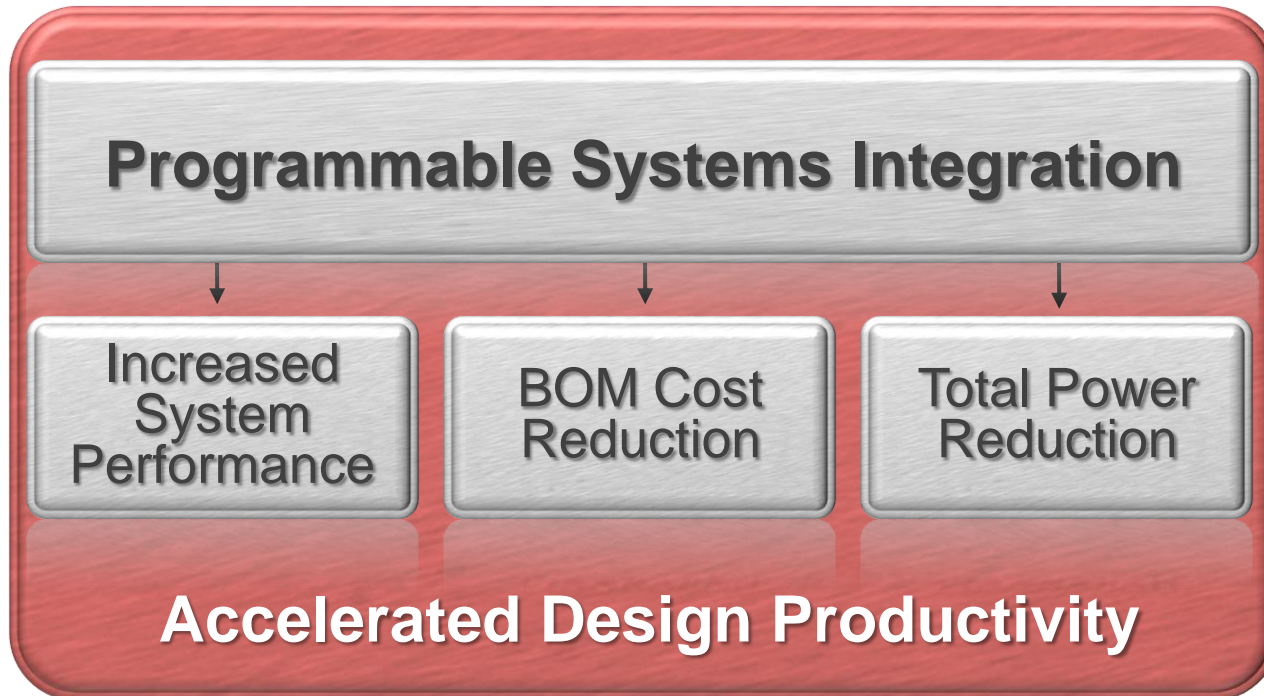 Programmable Systems Integration
Increased
System
Performance
BOM Cost
Reduction
Total Power
Reduction
Accelerated Design Productivity